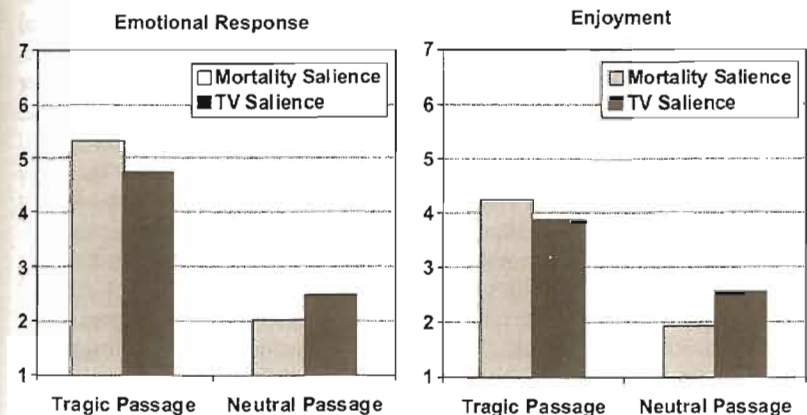 Emotional Response
7
6
5
4
3
2
1
Mortality Salience
TV Salience
Tragic Passage Neutral Passage
Enjoyment
7
6
5
4
3
2
1
Mortality Salience
TV Salience
Tragic Passage Neutral Passage